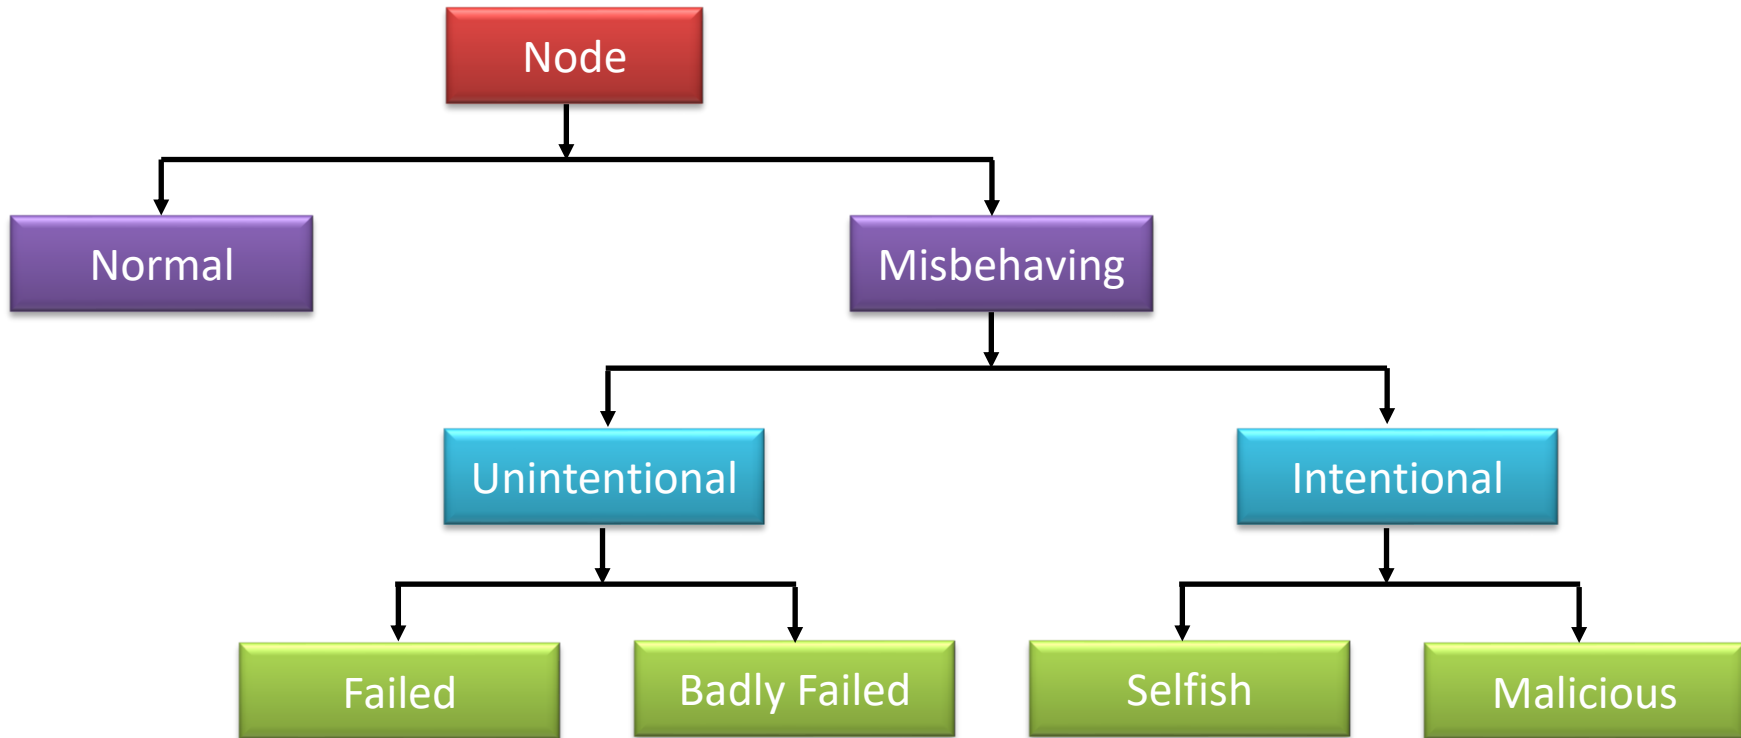 Node
Normal
Misbehaving
Unintentional
Intentional
Failed
Badly Failed
Selfish
Malicious